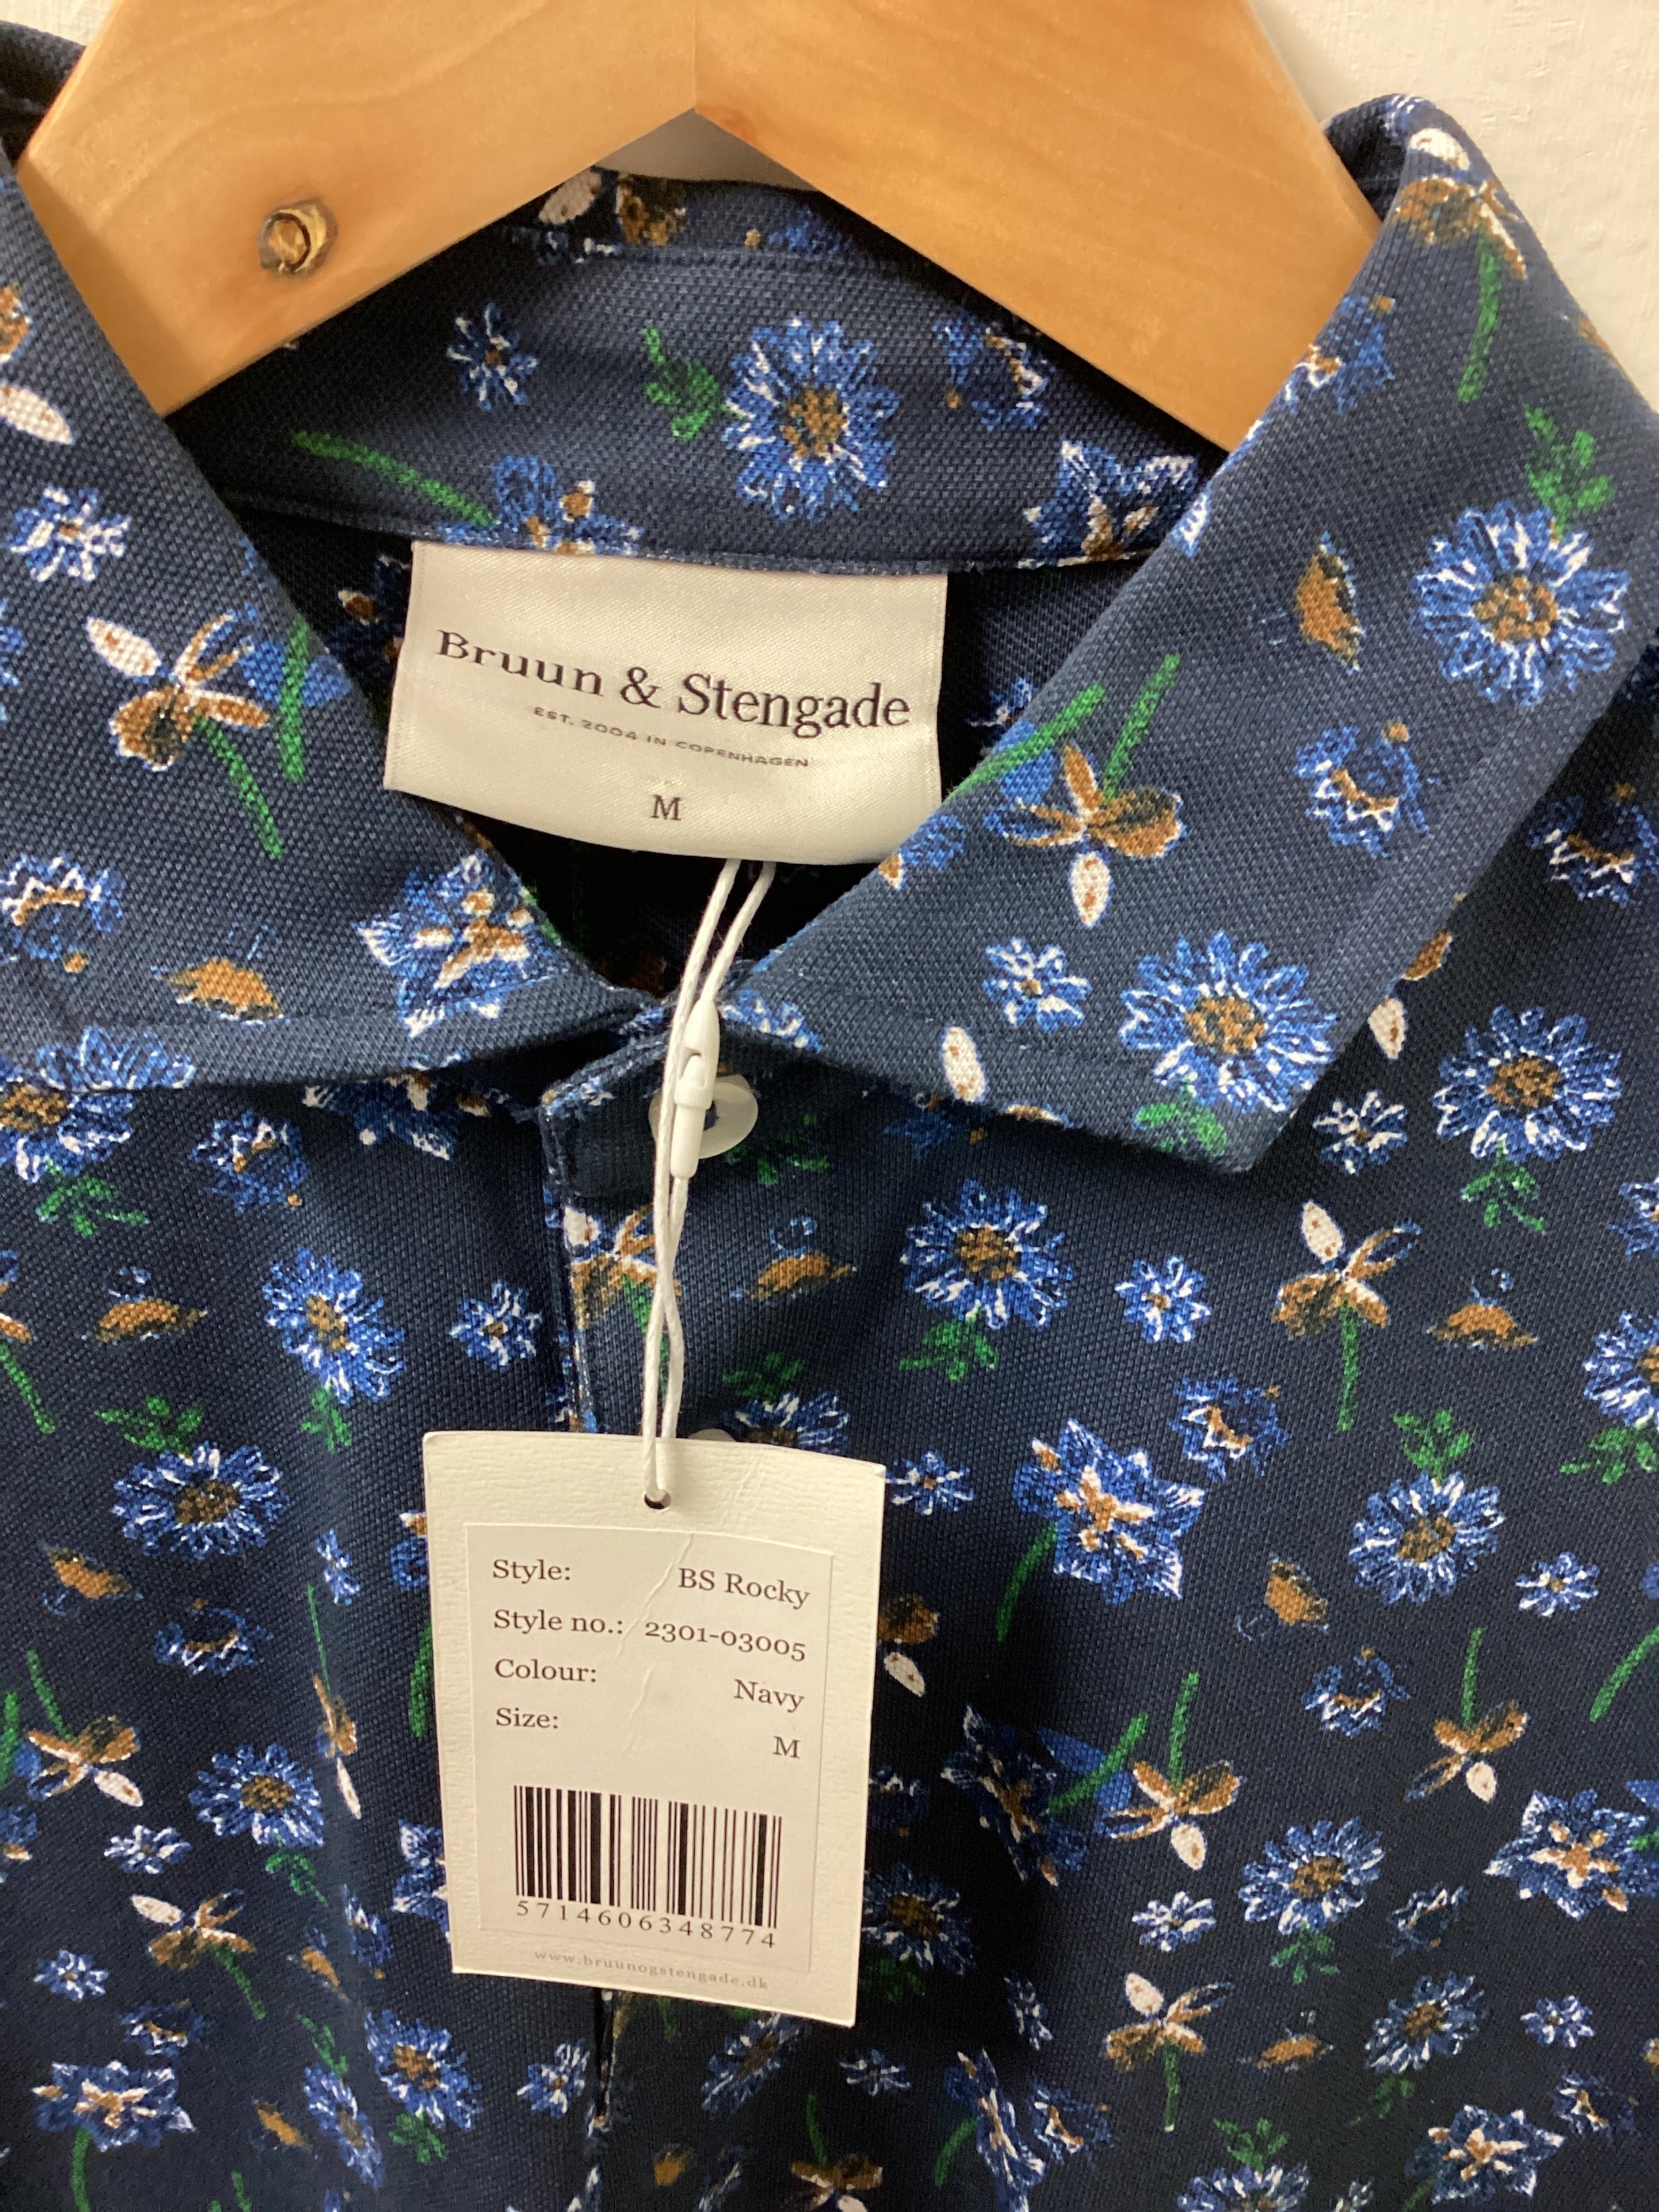 Bruun & Stengade
EST. 2004 IN COPENHAGEN
M
Style: BS Rocky
Style no.: 2301-03005
Colour: Navy
Size: M
5714606348774
www.bruunogstengade.dk